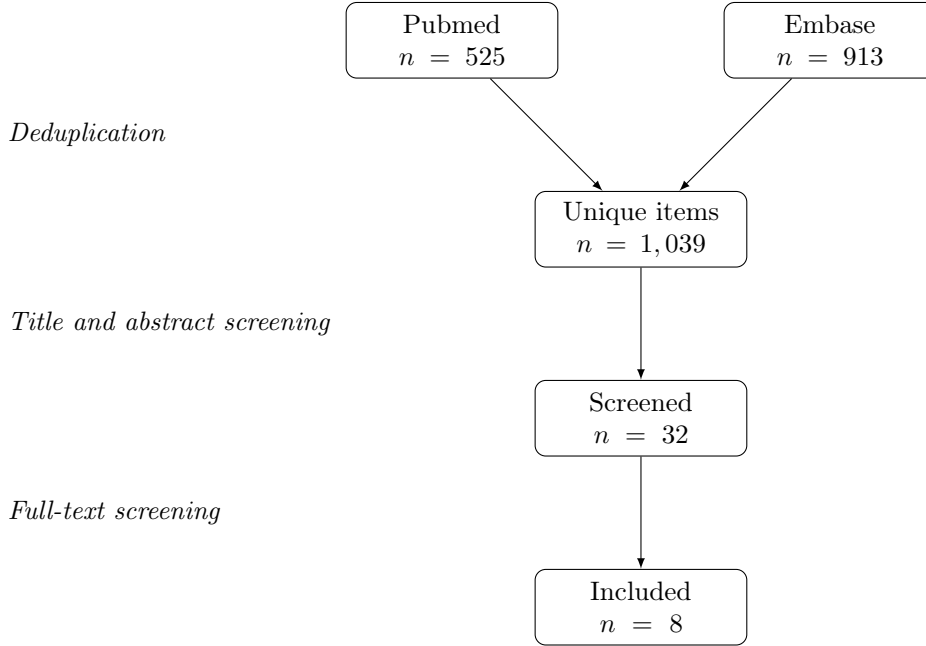 Pubmed
n = 525
Embase
n = 913
Deduplication
Unique items
n = 1,039
Title and abstract screening
Screened
n = 32
Full-text screening
Included
n = 8